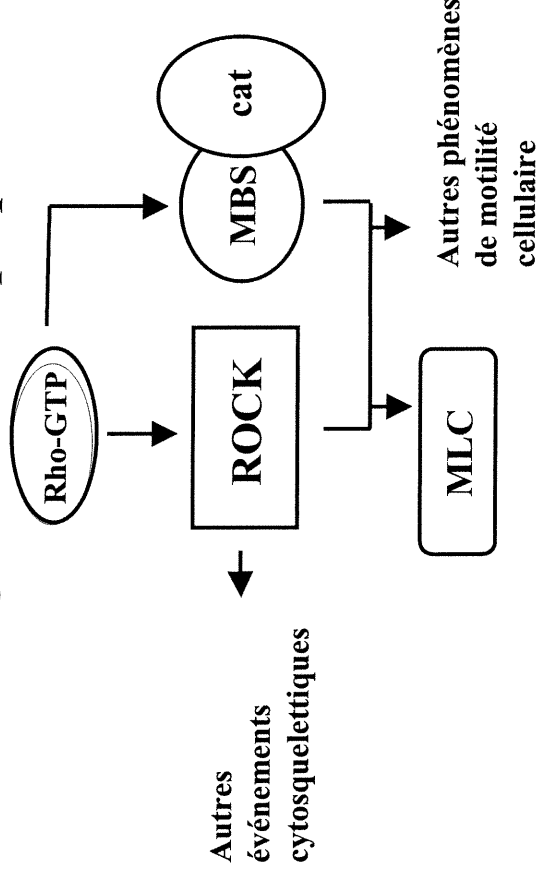 Rho-GTP
ROCK
MBS
cat
MLC
Autres
événements
cytosquelettiques
Autres phénomènes
de motilité
cellulaire